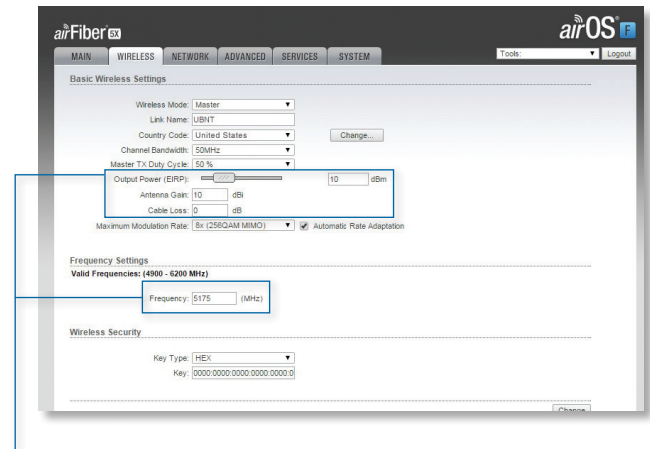 airFiber 5X
airOS F
MAIN WIRELESS NETWORK ADVANCED SERVICES SYSTEM Tools: Logout
Basic Wireless Settings
Wireless Mode: Master
Link Name: UBNT
Country Code: United States Change...
Channel Bandwidth: 50MHz
Master TX Duty Cycle: 50 %
Output Power (EIRP): 10 dBm
Antenna Gain: 10 dBi
Cable Loss: 0 dB
Maximum Modulation Rate: 8x (256QAM MIMO) Automatic Rate Adaptation
Frequency Settings
Valid Frequencies: (4900 - 6200 MHz)
Frequency: 5175 (MHz)
Wireless Security
Key Type: HEX
Key: 0000:0000:0000:0000:0000:0
Change